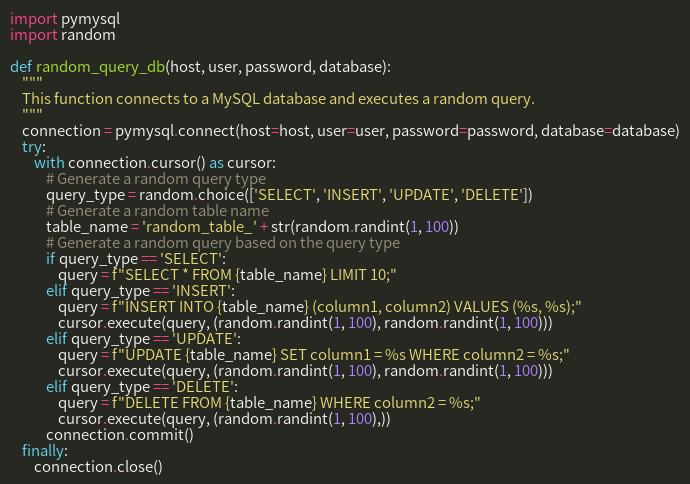 import pymysql
import random

def random_query_db(host, user, password, database):
    """
    This function connects to a MySQL database and executes a random query.
    """
    connection = pymysql.connect(host=host, user=user, password=password, database=database)
    try:
        with connection.cursor() as cursor:
            # Generate a random query type
            query_type = random.choice(['SELECT', 'INSERT', 'UPDATE', 'DELETE'])
            # Generate a random table name
            table_name = 'random_table_' + str(random.randint(1, 100))
            # Generate a random query based on the query type
            if query_type == 'SELECT':
                query = f"SELECT * FROM {table_name} LIMIT 10;"
            elif query_type == 'INSERT':
                query = f"INSERT INTO {table_name} (column1, column2) VALUES (%s, %s);"
                cursor.execute(query, (random.randint(1, 100), random.randint(1, 100)))
            elif query_type == 'UPDATE':
                query = f"UPDATE {table_name} SET column1 = %s WHERE column2 = %s;"
                cursor.execute(query, (random.randint(1, 100), random.randint(1, 100)))
            elif query_type == 'DELETE':
                query = f"DELETE FROM {table_name} WHERE column2 = %s;"
                cursor.execute(query, (random.randint(1, 100),))
            connection.commit()
    finally:
        connection.close()